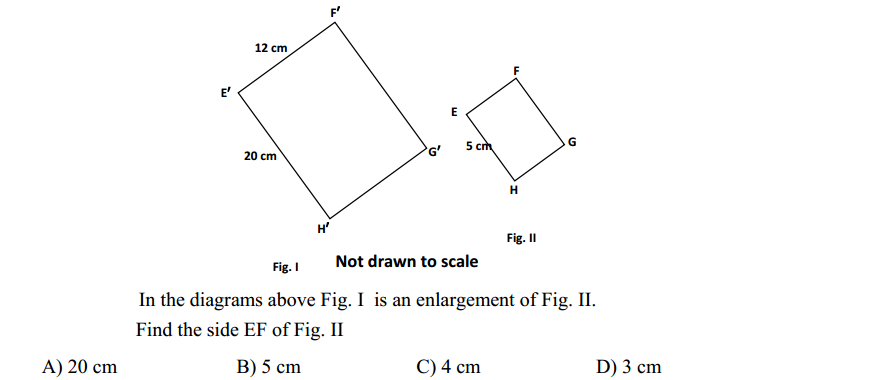 F'
12 cm
F
E'
E
5 cm
G
20 cm
G'
H
H'
Fig. II
Fig. I Not drawn to scale
In the diagrams above Fig. I is an enlargement of Fig. II.
Find the side EF of Fig. II
A) 20 cm B) 5 cm C) 4 cm D) 3 cm